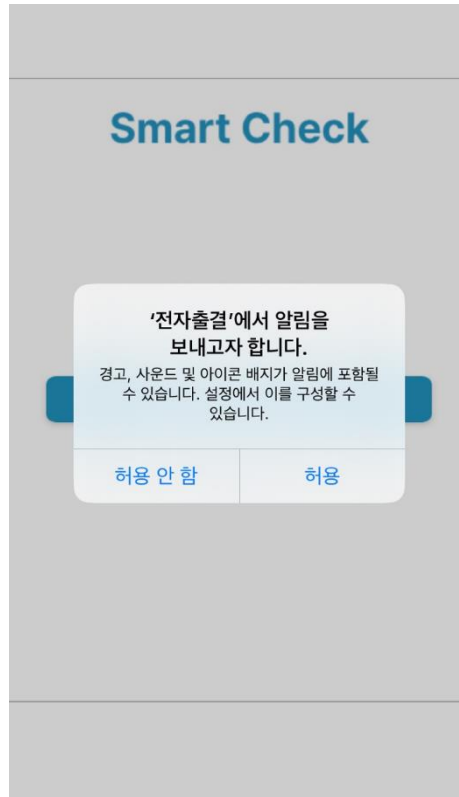 Smart Check
‘전자출결’에서 알림을
보내고자 합니다.
경고, 사운드 및 아이콘 배지가 알림에 포함될
수 있습니다. 설정에서 이를 구성할 수
있습니다.
허용 안 함
허용